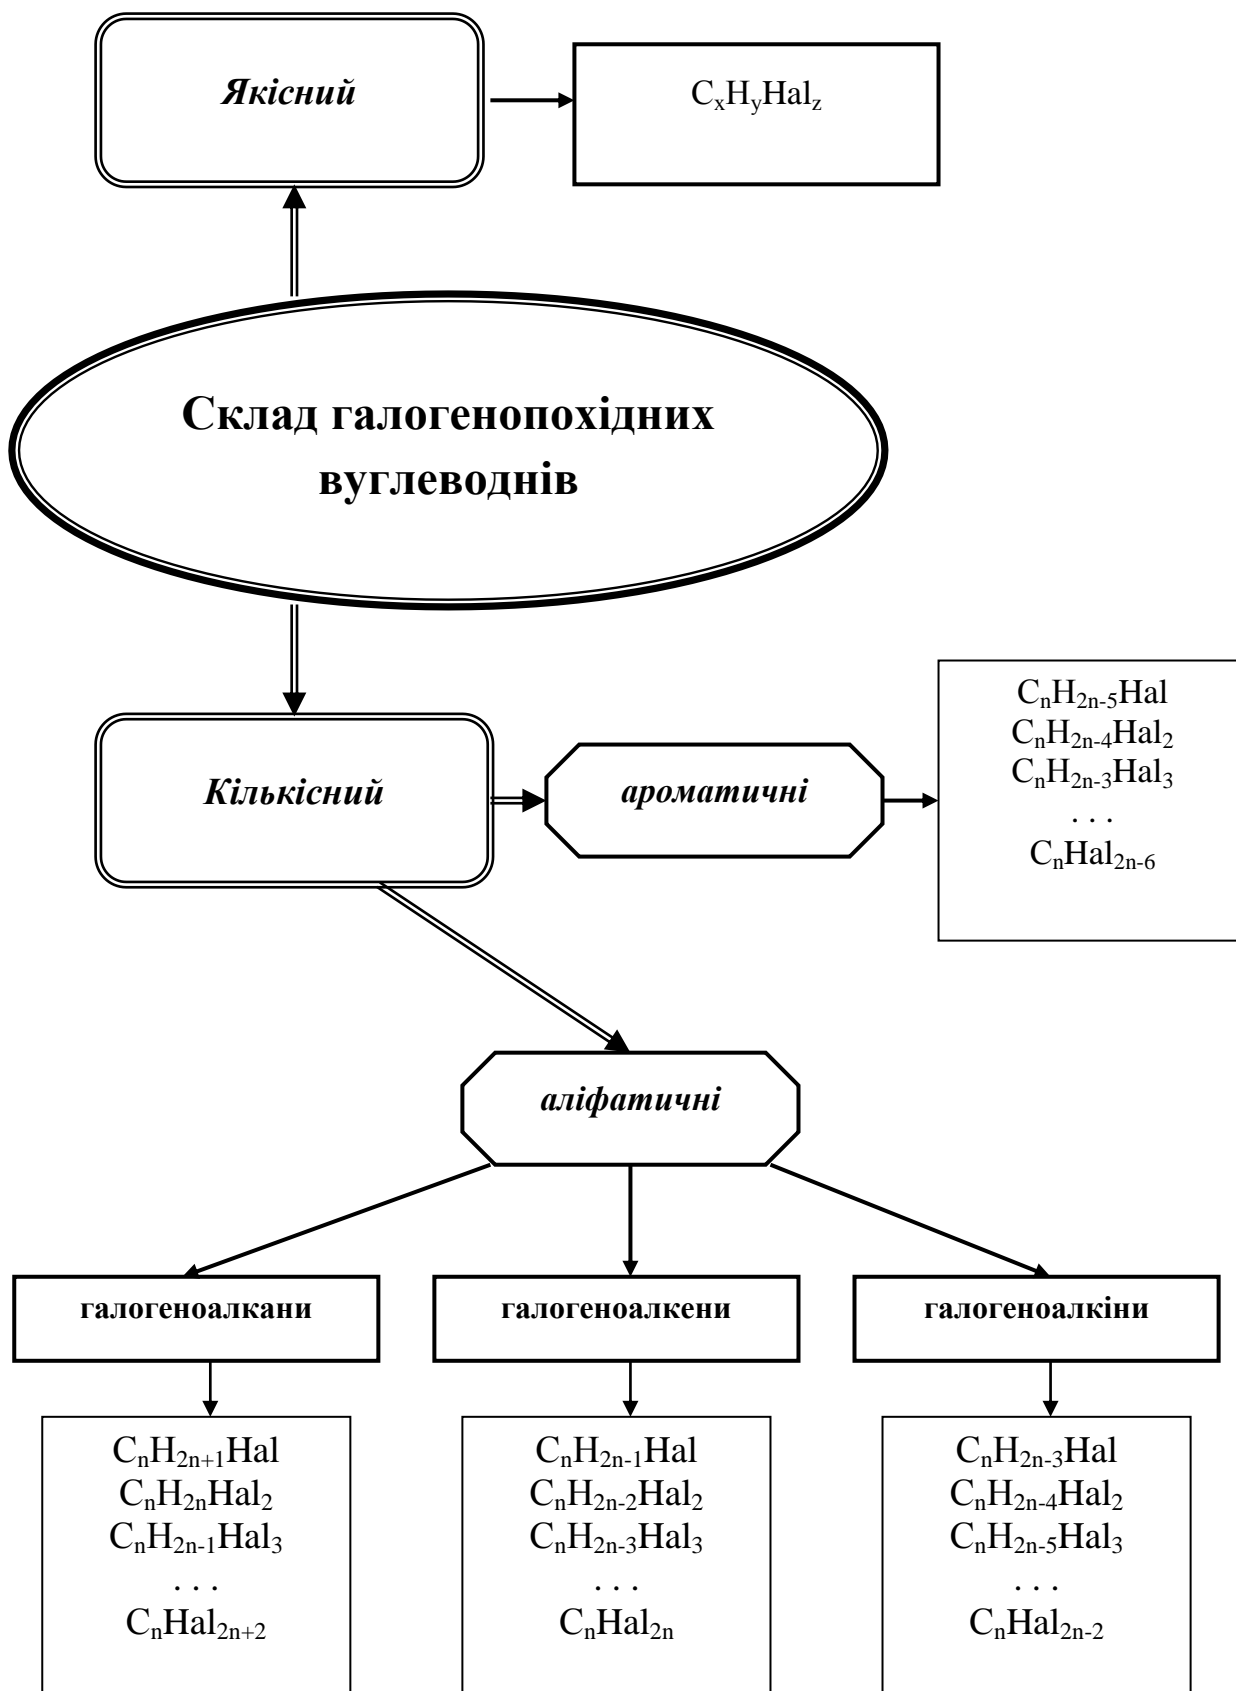 Якісний
CₓHᵧHal_z
Склад галогенопохідних
вуглеводнів
Кількісний
ароматичні
CₙH₂ₙ₋₅Hal
CₙH₂ₙ₋₄Hal₂
CₙH₂ₙ₋₃Hal₃
. . .
CₙHal₂ₙ₋₆
аліфатичні
галогеноалкани
галогеноалкени
галогеноалкіни
CₙH₂ₙ₊₁Hal
CₙH₂ₙHal₂
CₙH₂ₙ₋₁Hal₃
. . .
CₙHal₂ₙ₊₂
CₙH₂ₙ₋₁Hal
CₙH₂ₙ₋₂Hal₂
CₙH₂ₙ₋₃Hal₃
. . .
CₙHal₂ₙ
CₙH₂ₙ₋₃Hal
CₙH₂ₙ₋₄Hal₂
CₙH₂ₙ₋₅Hal₃
. . .
CₙHal₂ₙ₋₂